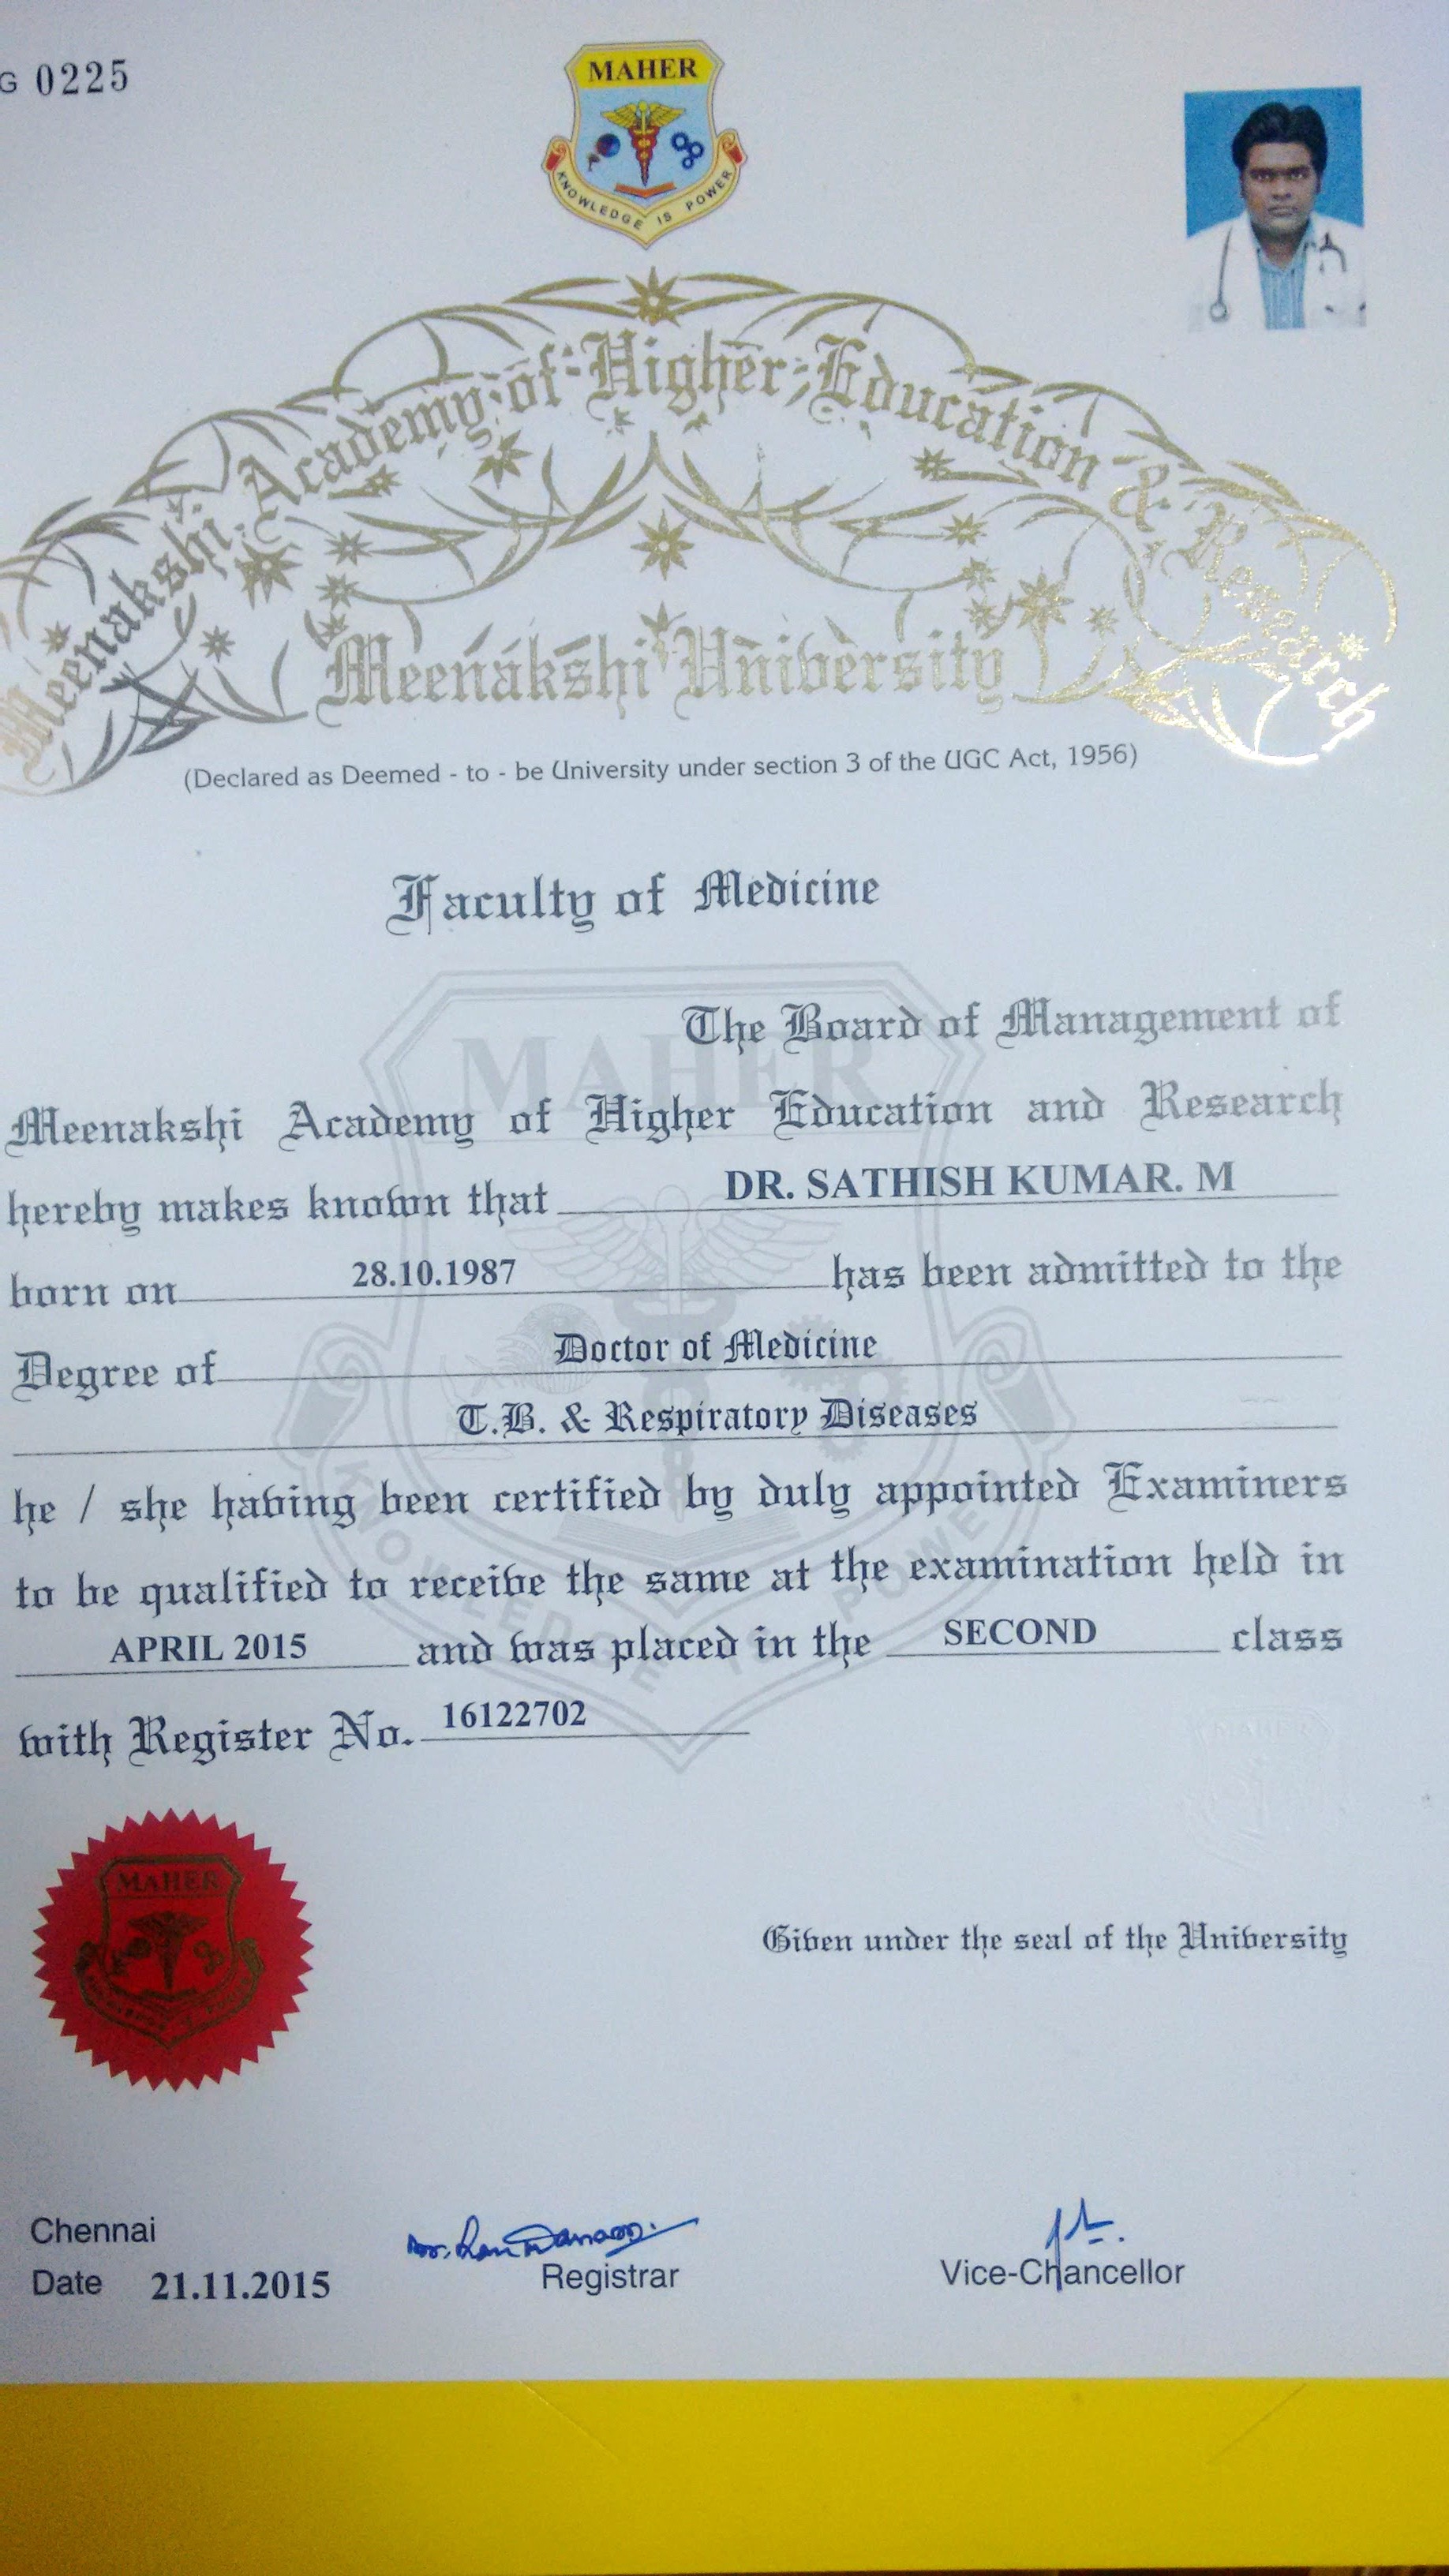 G 0225
MAHER
KNOWLEDGE IS POWER
Meenakshi Academy of Higher Education & Research
Meenakshi University
(Declared as Deemed - to - be University under section 3 of the UGC Act, 1956)
Faculty of Medicine
The Board of Management of
Meenakshi Academy of Higher Education and Research
hereby makes known that DR. SATHISH KUMAR. M
born on 28.10.1987 has been admitted to the
Degree of Doctor of Medicine
T.B. & Respiratory Diseases
he / she having been certified by duly appointed Examiners
to be qualified to receive the same at the examination held in
APRIL 2015 and was placed in the SECOND class
with Register No. 16122702
MAHER
Given under the seal of the University
Chennai
Date 21.11.2015
Registrar
Vice-Chancellor